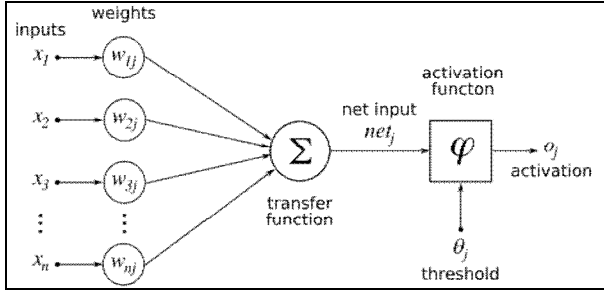 inputs
weights
x1
w1j
x2
w2j
x3
w3j
⋮
⋮
xn
wnj
Σ
transfer
function
net input
netj
activation
functon
φ
oj
activation
θj
threshold